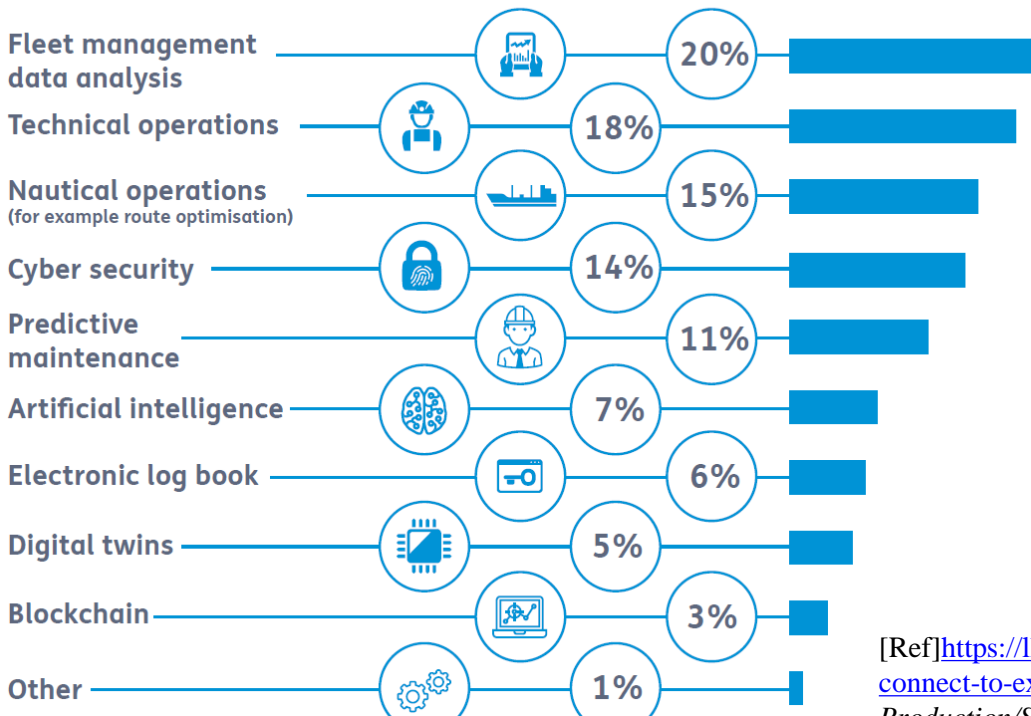 Fleet management
data analysis
20%
Technical operations
18%
Nautical operations
(for example route optimisation)
15%
Cyber security
14%
Predictive
maintenance
11%
Artificial intelligence
7%
Electronic log book
6%
Digital twins
5%
Blockchain
3%
Other
1%
[Ref]https://l
connect-to-ex